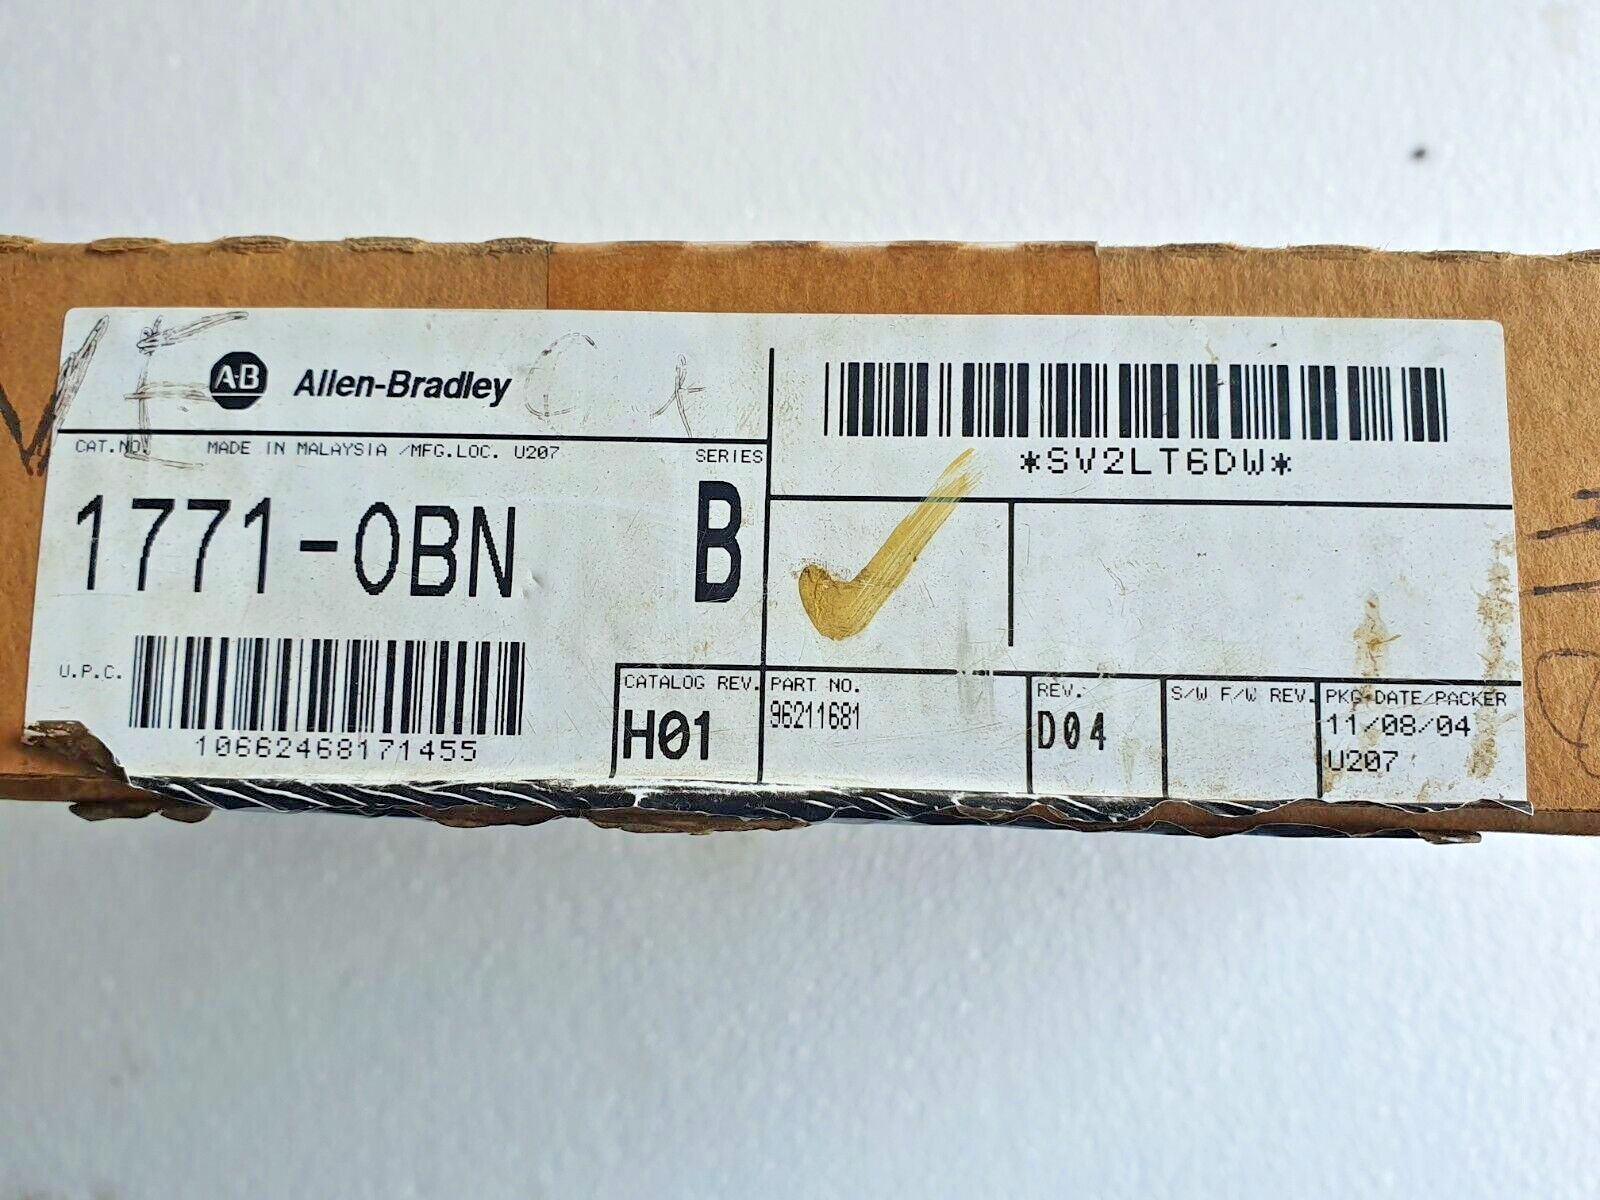 A-B Allen-Bradley
CAT.NO. MADE IN MALAYSIA /MFG.LOC. U207 SERIES
1771-OBN B
*SV2LT6DW*
U.P.C.
10662468171455
CATALOG REV.
H01
PART NO.
96211681
REV.
D04
S/W F/W REV.
PKG DATE/PACKER
11/08/04
U207